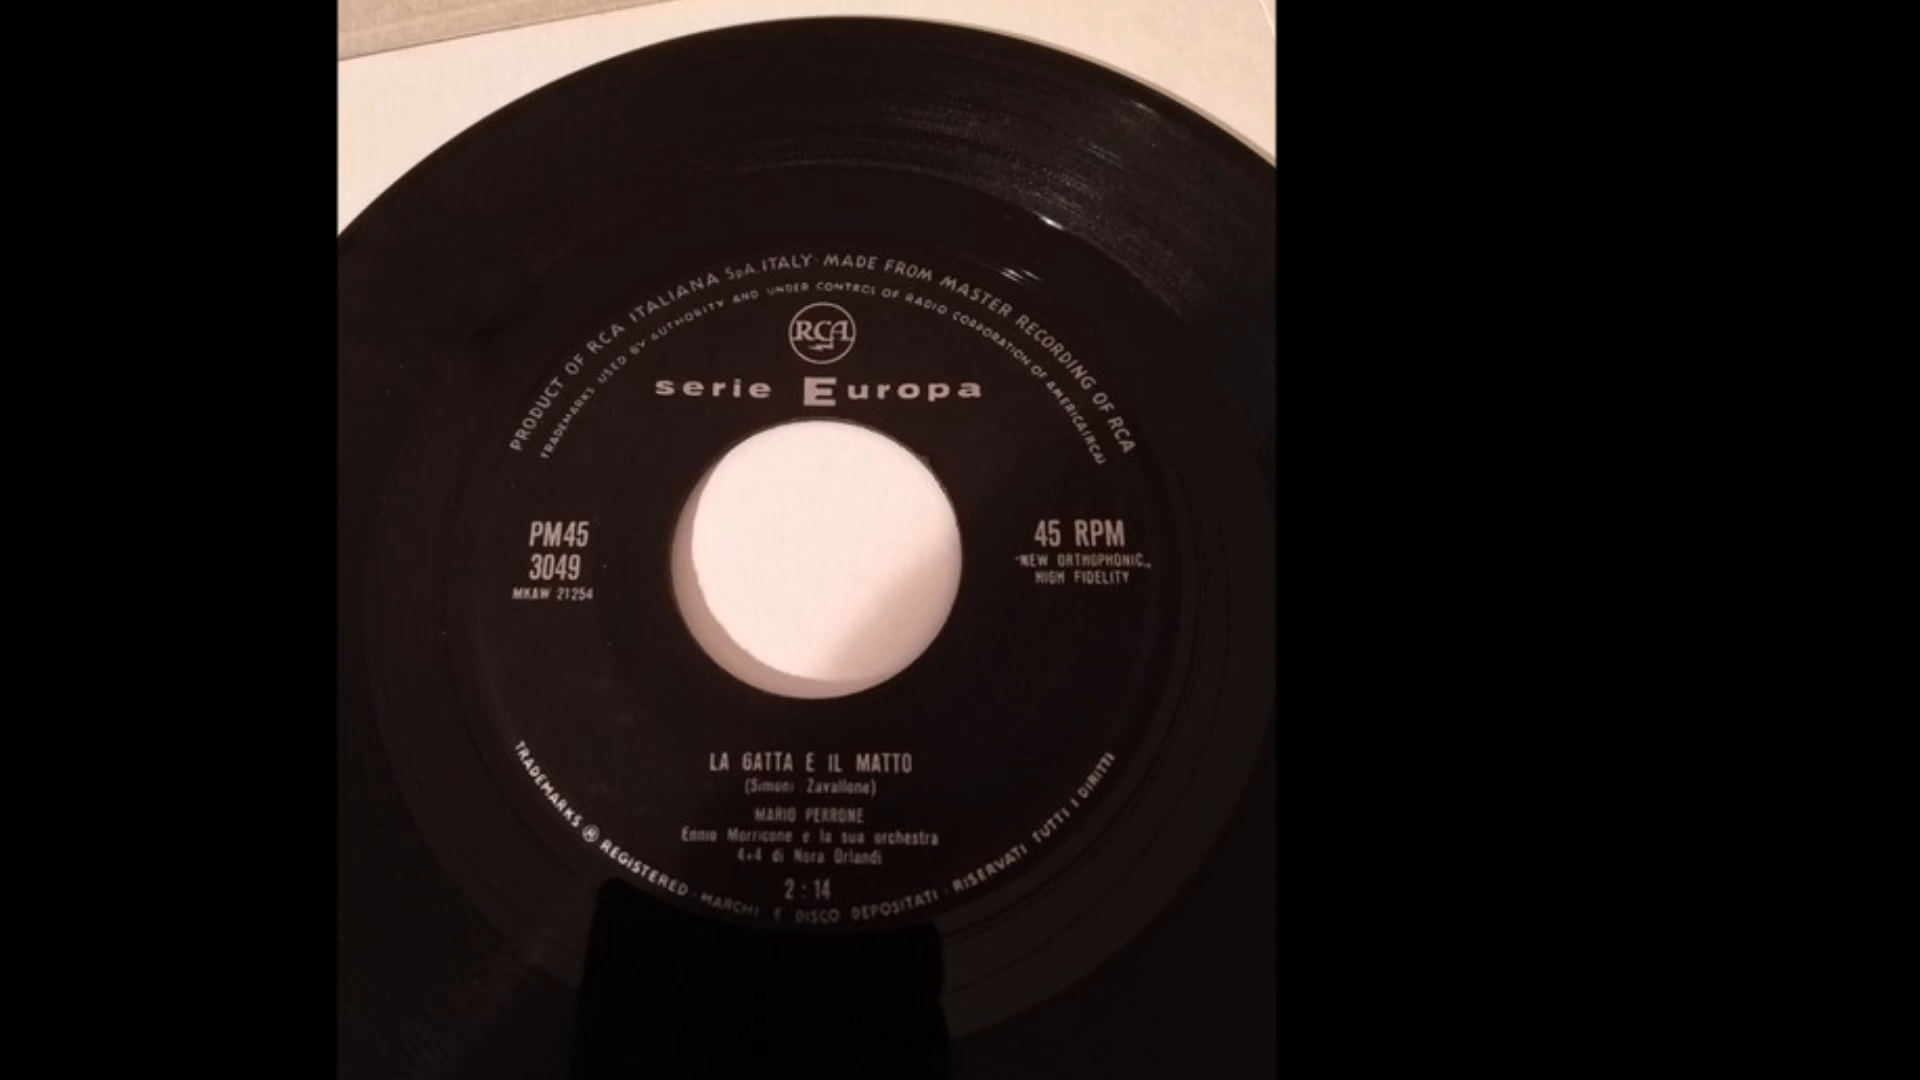 PRODUCT OF RCA ITALIANA SpA. ITALY · MADE FROM MASTER RECORDING OF RCA
TRADEMARKS USED BY AUTHORITY AND UNDER CONTROL OF RADIO CORPORATION OF AMERICA (RCA)
RCA
serie Europa
PM45
3049
MKAW 21254
45 RPM
"NEW ORTHOPHONIC„
HIGH FIDELITY
LA GATTA E IL MATTO
(Simoni Zavallone)
MARIO PERRONE
Ennio Morricone e la sua orchestra
4+4 di Nora Orlandi
2:14
TRADEMARKS ® REGISTERED · MARCHI E DISCO DEPOSITATI · RISERVATI TUTTI I DIRITTI